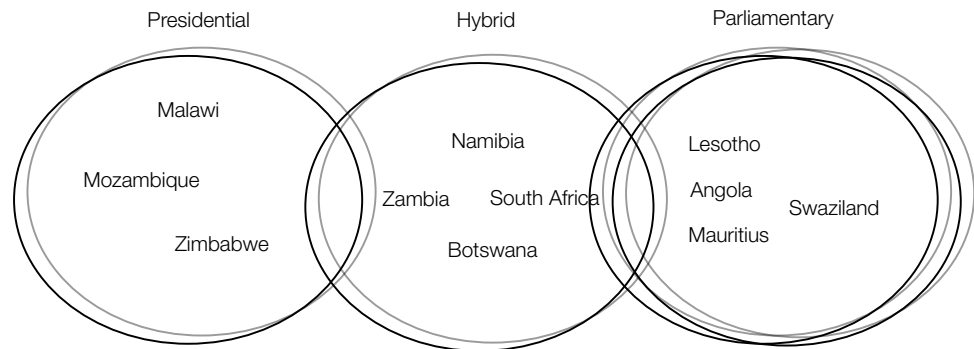 Presidential
Hybrid
Parliamentary
Malawi
Mozambique
Zimbabwe
Namibia
Zambia
South Africa
Botswana
Lesotho
Angola
Swaziland
Mauritius